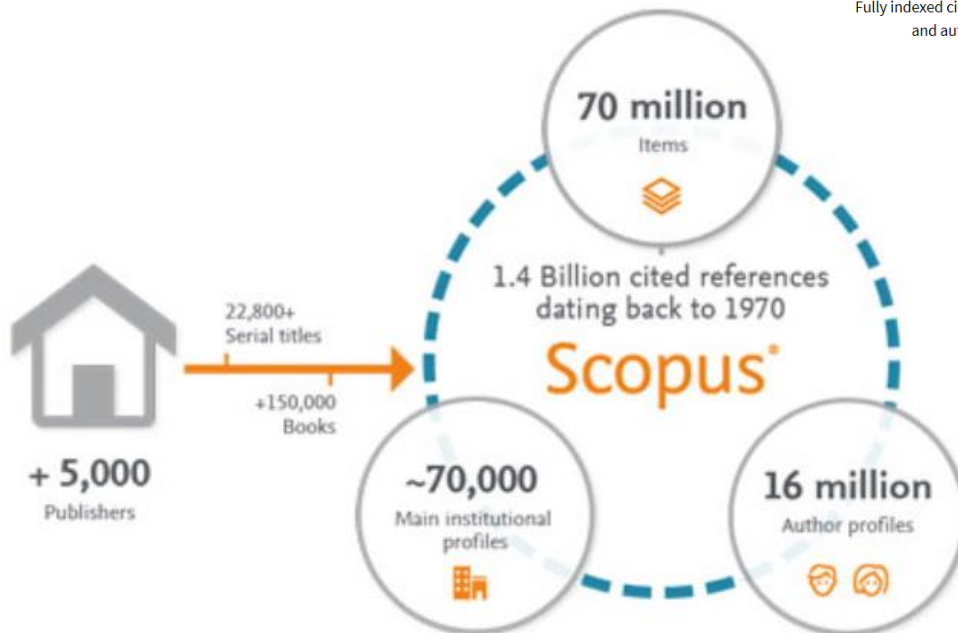 Fully indexed ci
and aut
70 million
Items
1.4 Billion cited references
dating back to 1970
Scopus®
22,800+
Serial titles
+150,000
Books
+ 5,000
Publishers
~70,000
Main institutional
profiles
16 million
Author profiles